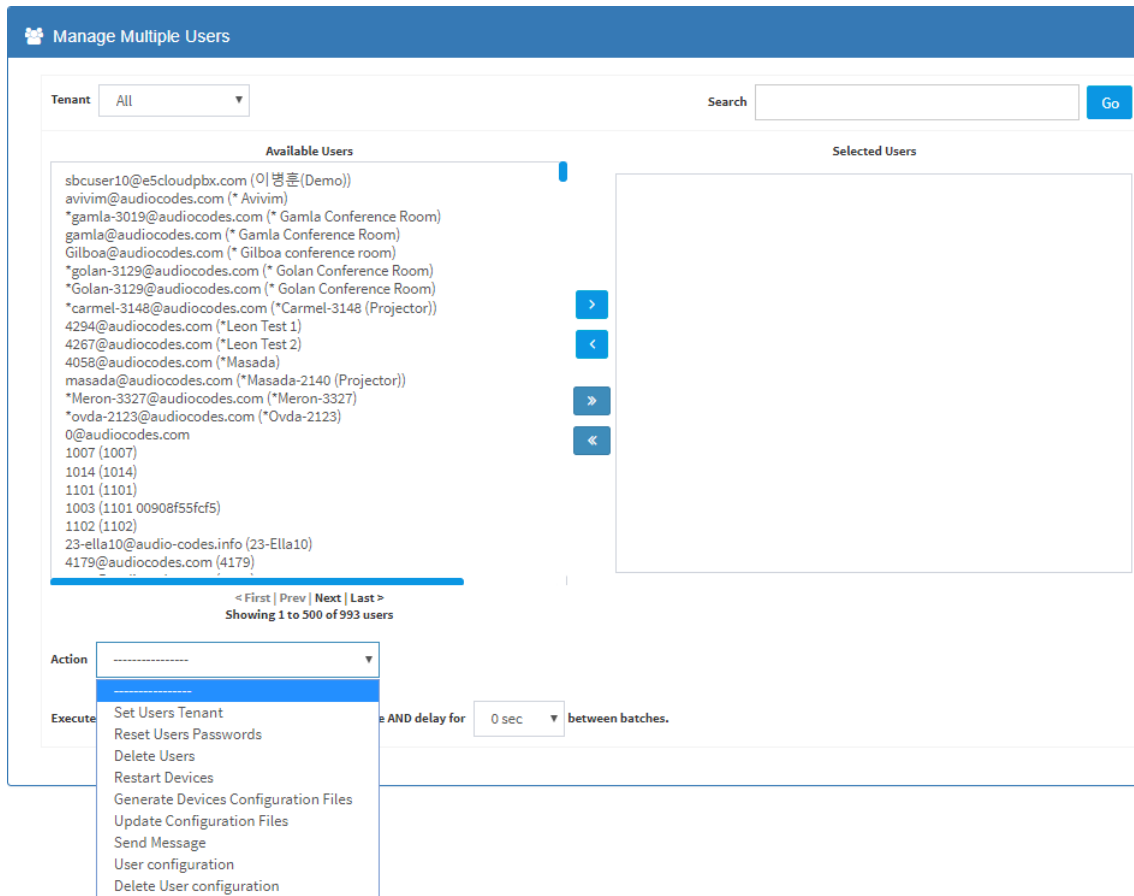 Manage Multiple Users
Tenant All Search Go
Available Users Selected Users
sbcuser10@e5cloudpbx.com (이병훈(Demo))
avivim@audiocodes.com (* Avivim)
*gamla-3019@audiocodes.com (* Gamla Conference Room)
gamla@audiocodes.com (* Gamla Conference Room)
Gilboa@audiocodes.com (* Gilboa conference room)
*golan-3129@audiocodes.com (* Golan Conference Room)
*Golan-3129@audiocodes.com (* Golan Conference Room)
*carmel-3148@audiocodes.com (*Carmel-3148 (Projector))
4294@audiocodes.com (*Leon Test 1)
4267@audiocodes.com (*Leon Test 2)
4058@audiocodes.com (*Masada)
masada@audiocodes.com (*Masada-2140 (Projector))
*Meron-3327@audiocodes.com (*Meron-3327)
*ovda-2123@audiocodes.com (*Ovda-2123)
0@audiocodes.com
1007 (1007)
1014 (1014)
1101 (1101)
1003 (1101 00908f55fcf5)
1102 (1102)
23-ella10@audio-codes.info (23-Ella10)
4179@audiocodes.com (4179)
< First | Prev | Next | Last >
Showing 1 to 500 of 993 users
Action ----------------
----------------
Set Users Tenant
Execute e AND delay for 0 sec between batches.
Reset Users Passwords
Delete Users
Restart Devices
Generate Devices Configuration Files
Update Configuration Files
Send Message
User configuration
Delete User configuration